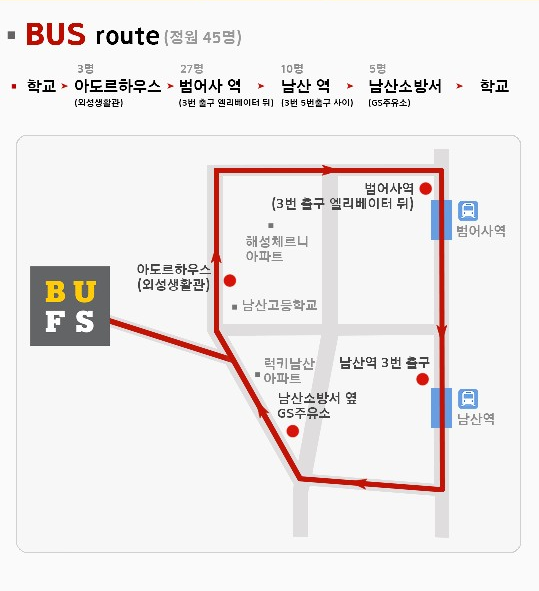 BUS route (정원 45명)
3명 27명 10명 5명
학교 아도르하우스 범어사 역 남산 역 남산소방서 학교
(외성생활관) (3번 출구 엘리베이터 뒤) (3번 5번출구 사이) (GS주유소)
범어사역
(3번 출구 엘리베이터 뒤)
범어사역
해성체르니
아파트
아도르하우스
(외성생활관)
BU
FS
남산고등학교
럭키남산
아파트
남산역 3번 출구
남산소방서 옆
GS주유소
남산역